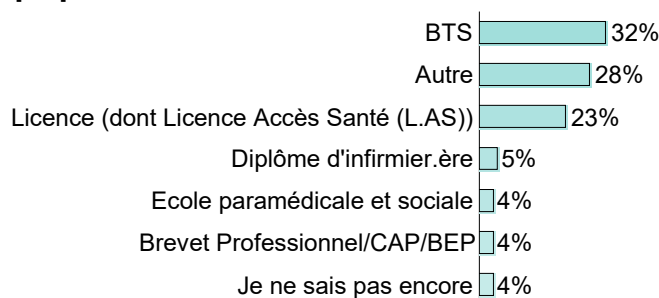 BTS 32%
Autre 28%
Licence (dont Licence Accès Santé (L.AS)) 23%
Diplôme d'infirmier.ère 5%
Ecole paramédicale et sociale 4%
Brevet Professionnel/CAP/BEP 4%
Je ne sais pas encore 4%